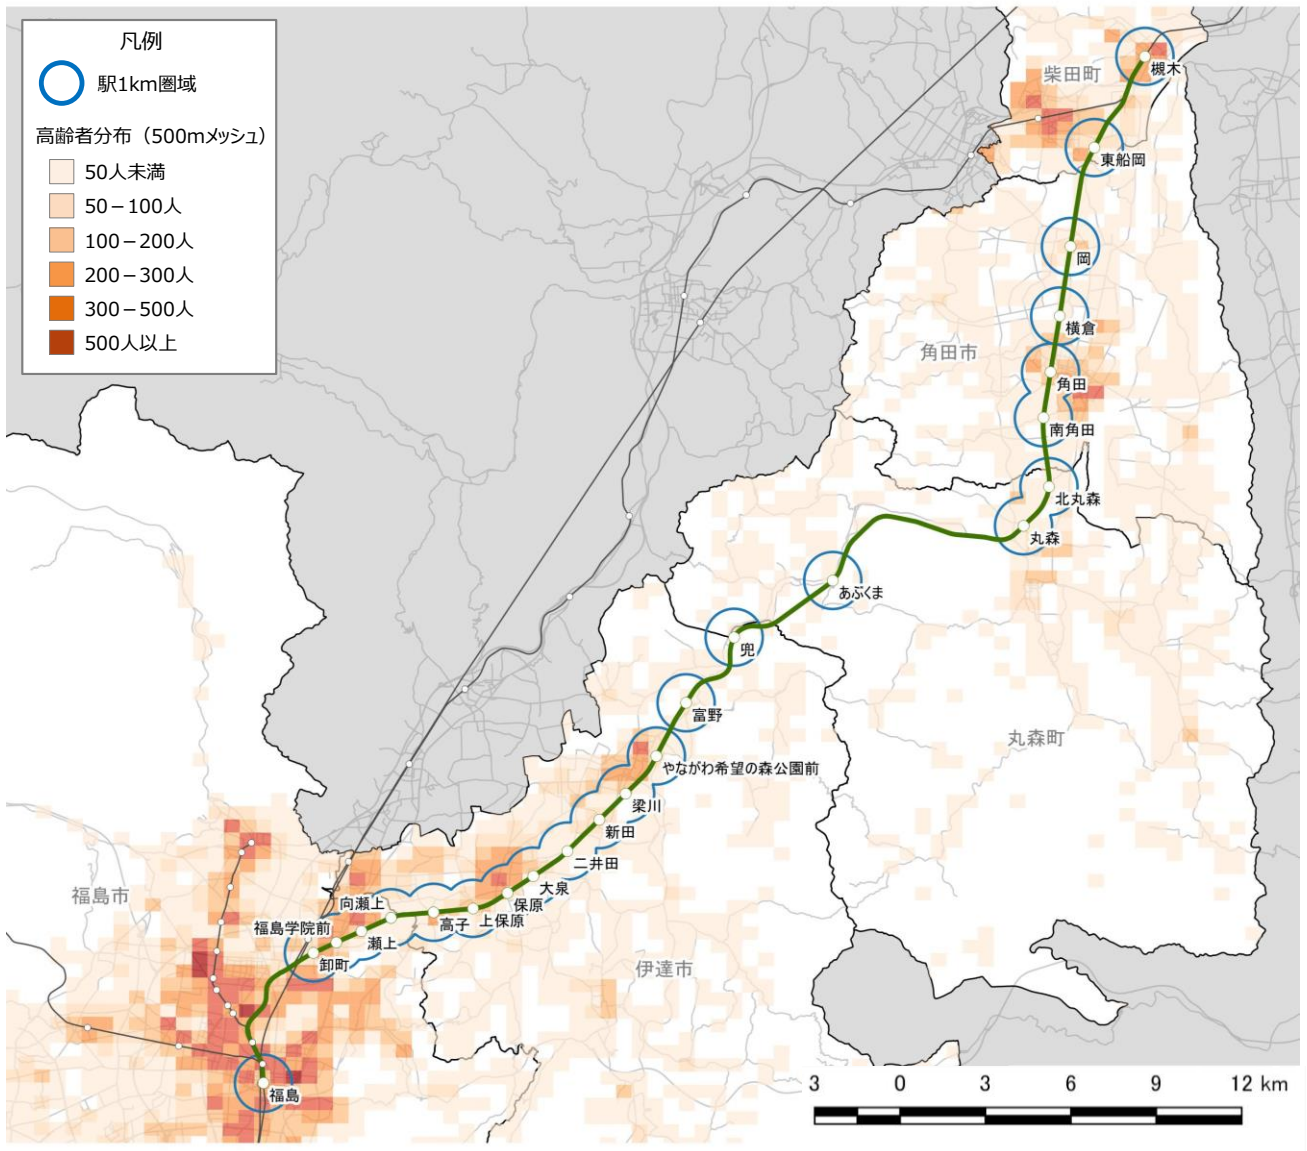 凡例
駅1km圏域
高齢者分布（500mメッシュ）
50人未満
50－100人
100－200人
200－300人
300－500人
500人以上
柴田町
槻木
東船岡
岡
横倉
角田市
角田
南角田
北丸森
丸森
あぶくま
兜
富野
丸森町
やながわ希望の森公園前
梁川
新田
二井田
大泉
保原
上保原
高子
向瀬上
瀬上
福島学院前
卸町
福島市
伊達市
福島
3 0 3 6 9 12 km